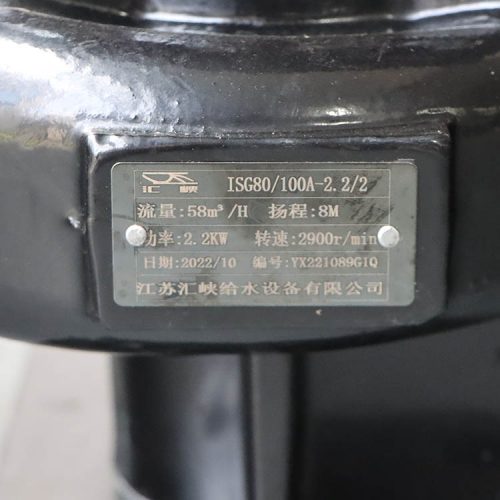 汇峡 ISG80/100A-2.2/2
流量:58m³/H 扬程:8M
功率:2.2KW 转速:2900r/min
日期:2022/10 编号:YX221089G1Q
江苏汇峡给水设备有限公司